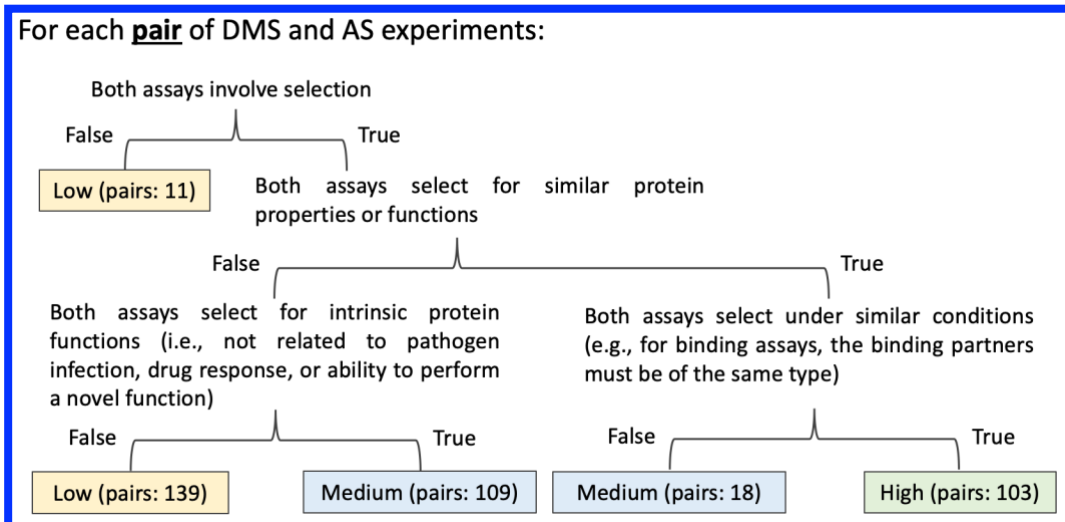 For each pair of DMS and AS experiments:
Both assays involve selection
False
True
Low (pairs: 11)
Both assays select for similar protein
properties or functions
False
True
Both assays select for intrinsic protein
functions (i.e., not related to pathogen
infection, drug response, or ability to perform
a novel function)
Both assays select under similar conditions
(e.g., for binding assays, the binding partners
must be of the same type)
False
True
False
True
Low (pairs: 139)
Medium (pairs: 109)
Medium (pairs: 18)
High (pairs: 103)